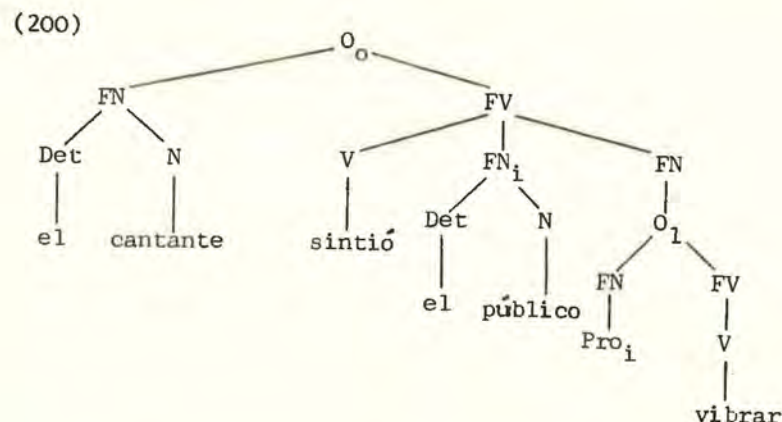 (200)
O₀
FN FV
Det N V FNᵢ FN
el cantante sintió Det N O₁
el público FN FV
Proᵢ V
vibrar